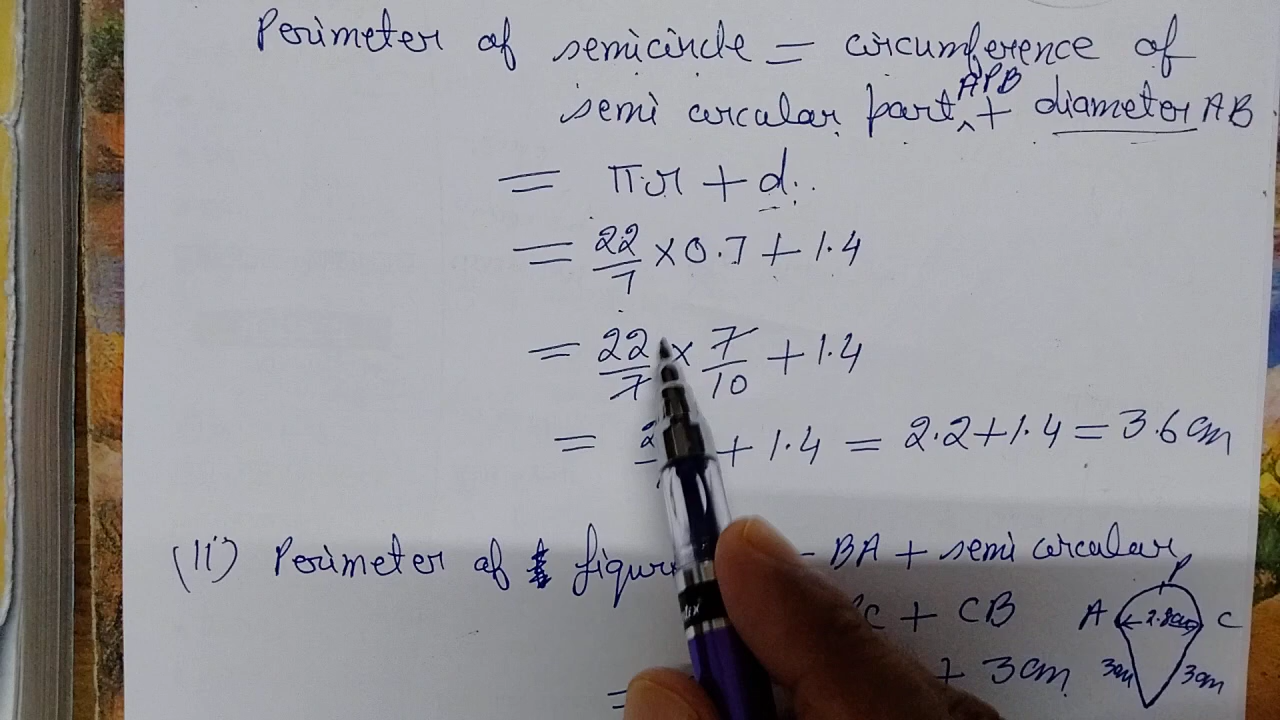 Perimeter of semicircle = circumference of
semi circular part APB + diameter AB
= πr + d
= 22/7 × 0.7 + 1.4
= 22/7 × 7/10 + 1.4
= + 1.4 = 2.2 + 1.4 = 3.6 cm
(ii) Perimeter of BA + semi circular
+ CB
+ 3cm
P
A 2.8cm C
3cm 3cm